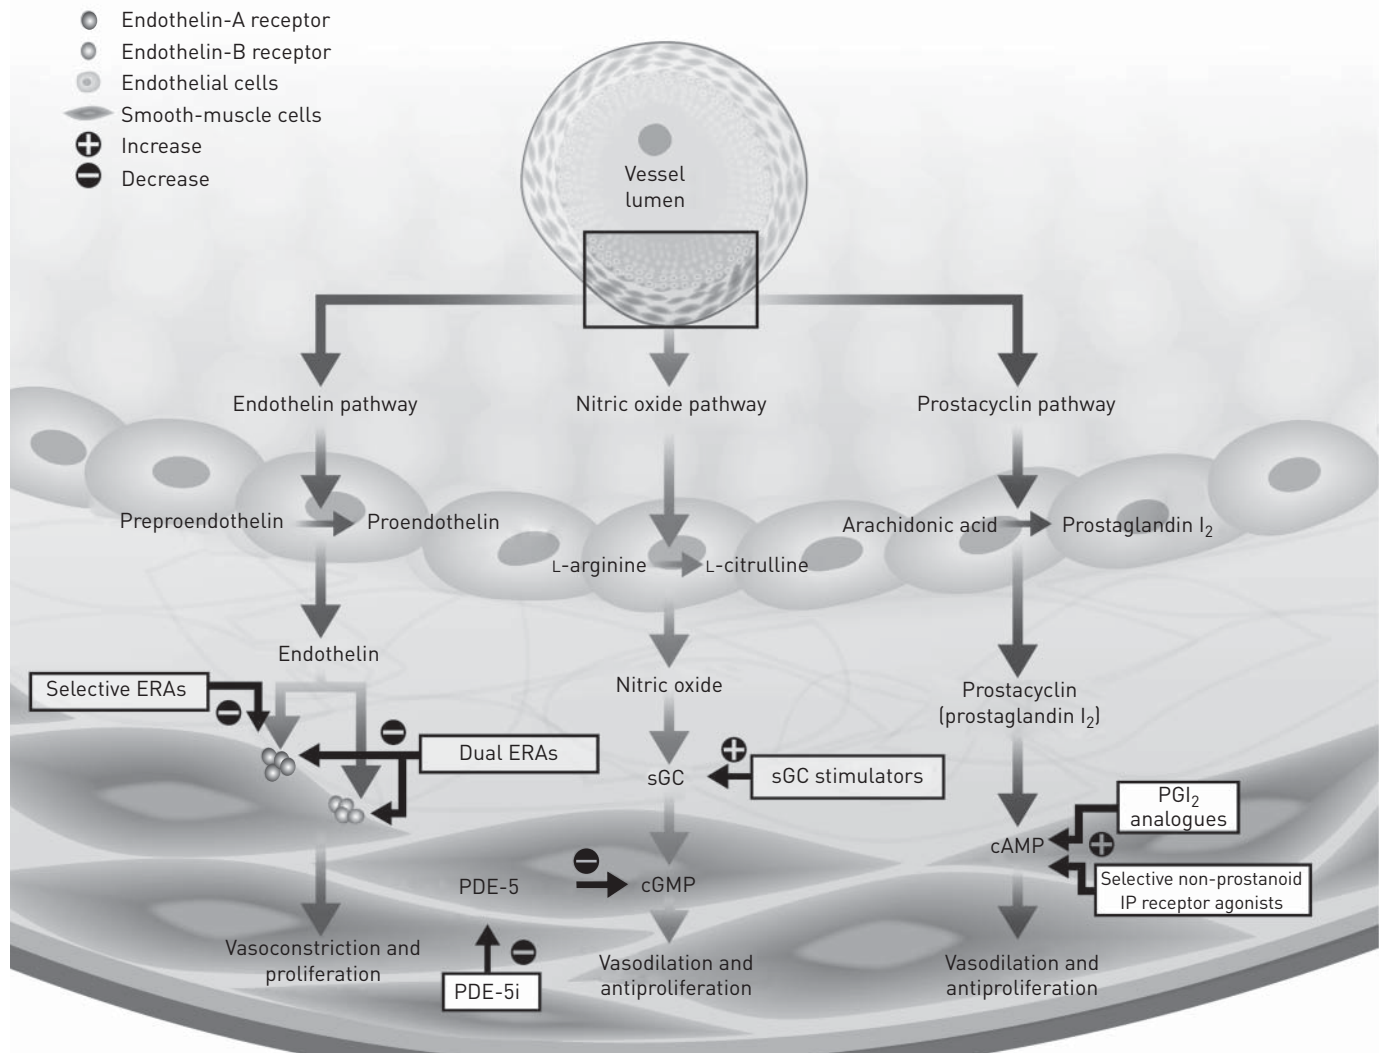 Endothelin-A receptor
Endothelin-B receptor
Endothelial cells
Smooth-muscle cells
Increase
Decrease
Vessel
lumen
Endothelin pathway
Nitric oxide pathway
Prostacyclin pathway
Preproendothelin
Proendothelin
L-arginine
L-citrulline
Arachidonic acid
Prostaglandin I2
Endothelin
Nitric oxide
Prostacyclin
(prostaglandin I2)
Selective ERAs
Dual ERAs
sGC
sGC stimulators
PGI2
analogues
cAMP
Selective non-prostanoid
IP receptor agonists
PDE-5
cGMP
PDE-5i
Vasoconstriction and
proliferation
Vasodilation and
antiproliferation
Vasodilation and
antiproliferation